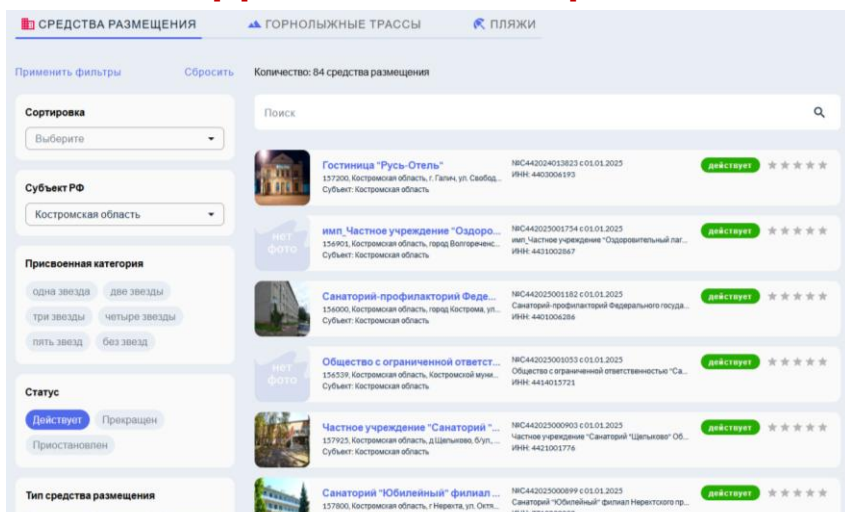 СРЕДСТВА РАЗМЕЩЕНИЯ
ГОРНОЛЫЖНЫЕ ТРАССЫ
ПЛЯЖИ
Применить фильтры
Сбросить
Количество: 84 средства размещения
Сортировка
Выберите
Субъект РФ
Костромская область
Присвоенная категория
одна звезда
две звезды
три звезды
четыре звезды
пять звезд
без звезд
Статус
Действует
Прекращен
Приостановлен
Тип средства размещения
Поиск
Гостиница "Русь-Отель"
157200, Костромская область, г. Галич, ул. Свобод...
Субъект: Костромская область
№С442024013823 с 01.01.2025
ИНН: 4403006193
действует
нет
фото
имп_Частное учреждение "Оздоро...
156901, Костромская область, город Волгореченс...
Субъект: Костромская область
№С442025001754 с 01.01.2025
имп_Частное учреждение "Оздоровительный лаг...
ИНН: 4431002867
действует
Санаторий-профилакторий Феде...
156000, Костромская область, город Кострома, ул...
Субъект: Костромская область
№С442025001182 с 01.01.2025
Санаторий-профилакторий Федерального госуда...
ИНН: 4401006286
действует
нет
фото
Общество с ограниченной ответст...
156539, Костромская область, Костромской муни...
Субъект: Костромская область
№С442025001053 с 01.01.2025
Общество с ограниченной ответственностью "Са...
ИНН: 4414015721
действует
Частное учреждение "Санаторий "...
157925, Костромская область, д Щелыково, б/ул, ...
Субъект: Костромская область
№С442025000903 с 01.01.2025
Частное учреждение "Санаторий "Щелыково" Об...
ИНН: 4421001776
действует
Санаторий "Юбилейный" филиал ...
157800, Костромская область, г Нерехта, ул. Октя...
№С442025000899 с 01.01.2025
Санаторий "Юбилейный" филиал Нерехтского пр...
действует